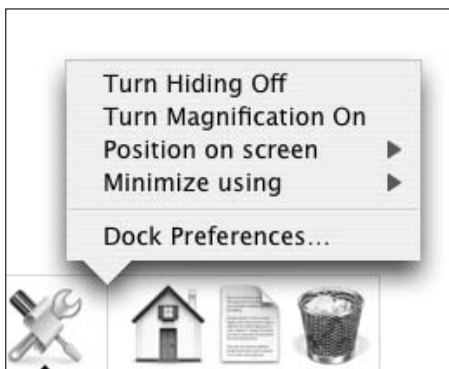 Turn Hiding Off
Turn Magnification On
Position on screen
Minimize using
Dock Preferences...